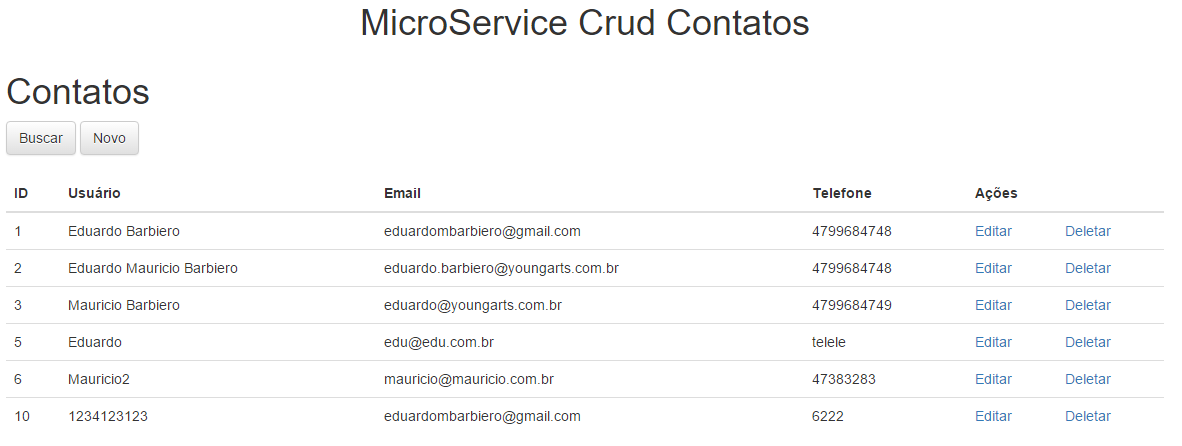 MicroService Crud Contatos
Contatos
Buscar Novo
ID Usuário Email Telefone Ações
1 Eduardo Barbiero eduardombarbiero@gmail.com 4799684748 Editar Deletar
2 Eduardo Mauricio Barbiero eduardo.barbiero@youngarts.com.br 4799684748 Editar Deletar
3 Mauricio Barbiero eduardo@youngarts.com.br 4799684749 Editar Deletar
5 Eduardo edu@edu.com.br telele Editar Deletar
6 Mauricio2 mauricio@mauricio.com.br 47383283 Editar Deletar
10 1234123123 eduardombarbiero@gmail.com 6222 Editar Deletar